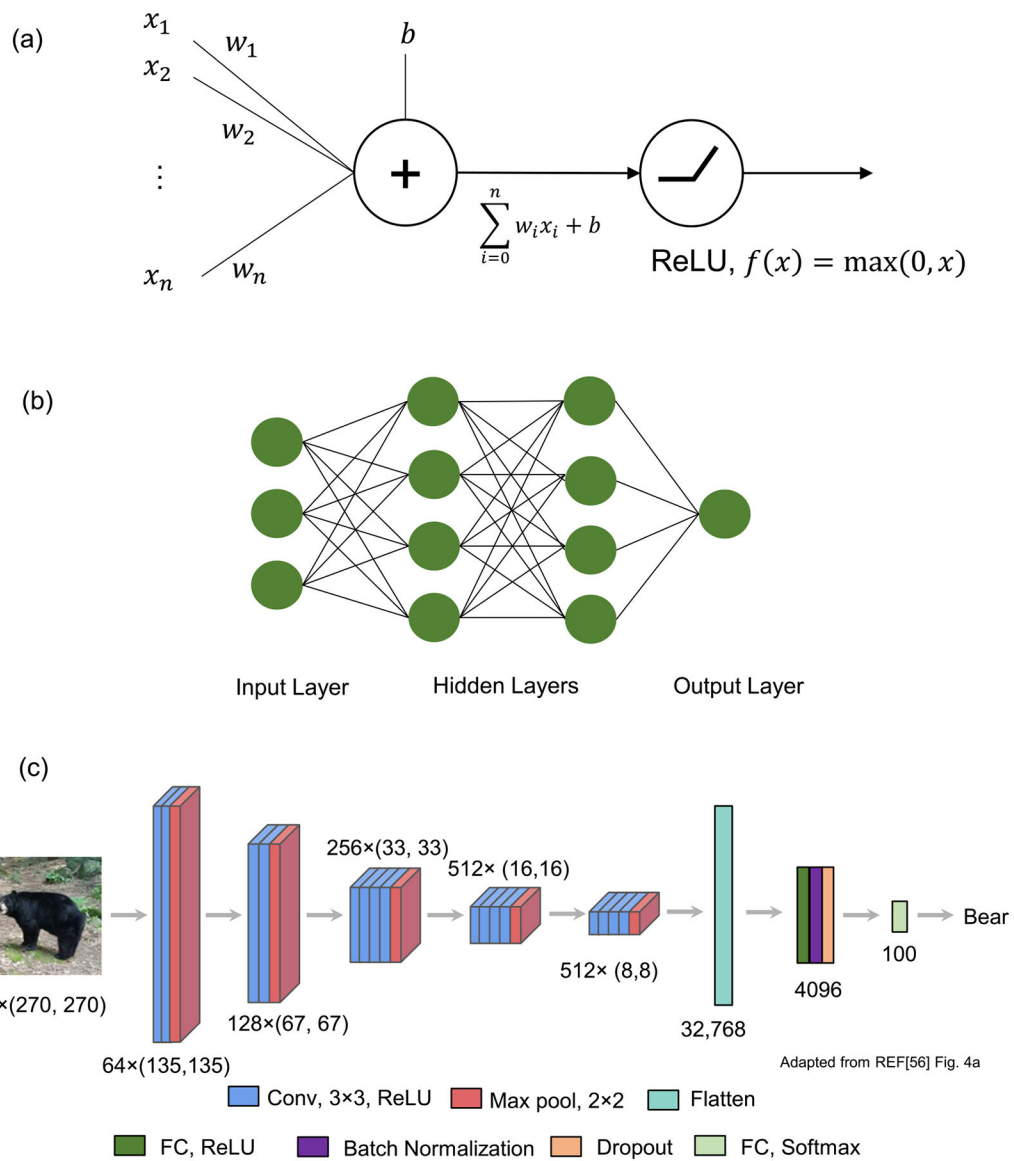 (a)
x₁
w₁
b
x₂
w₂
⋮
+
n
∑ wᵢxᵢ + b
i=0
xₙ
wₙ
ReLU, f(x) = max(0, x)
(b)
Input Layer
Hidden Layers
Output Layer
(c)
256×(33, 33)
512× (16,16)
Bear
×(270, 270)
128×(67, 67)
512× (8,8)
4096
100
32,768
64×(135,135)
Adapted from REF[56] Fig. 4a
Conv, 3×3, ReLU
Max pool, 2×2
Flatten
FC, ReLU
Batch Normalization
Dropout
FC, Softmax